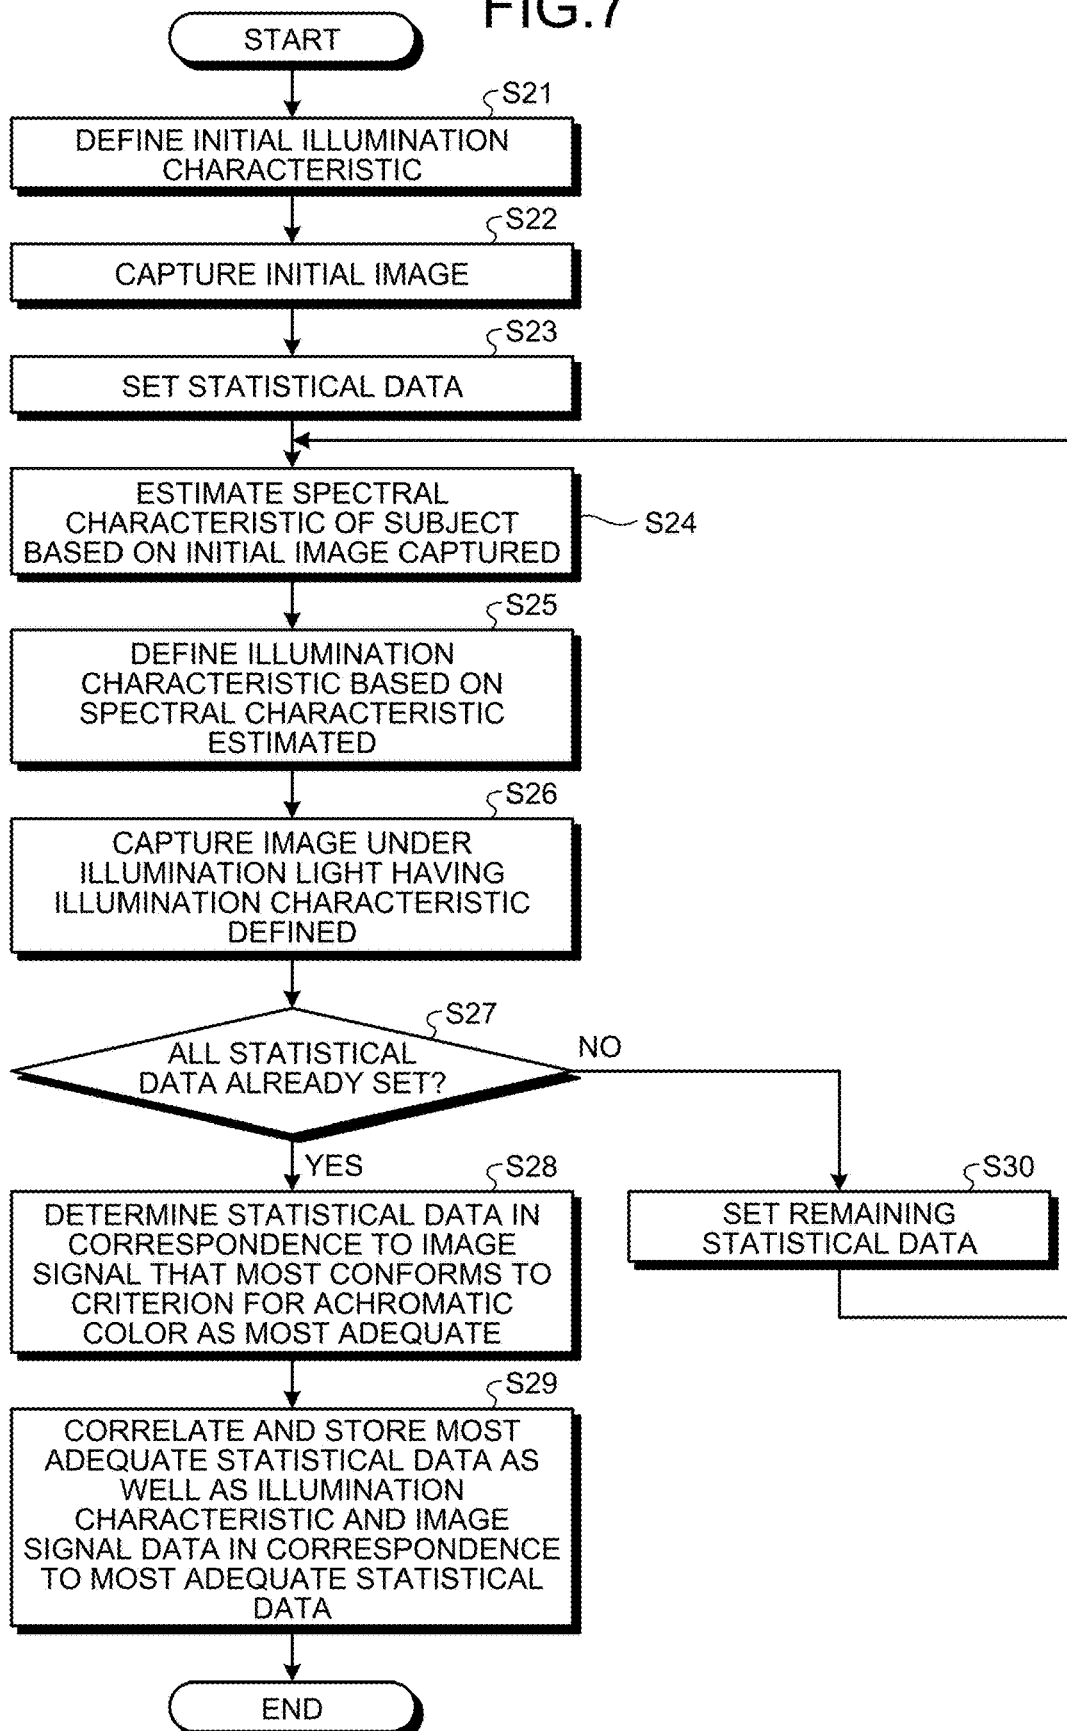 FIG.7
START
S21
DEFINE INITIAL ILLUMINATION
CHARACTERISTIC
S22
CAPTURE INITIAL IMAGE
S23
SET STATISTICAL DATA
ESTIMATE SPECTRAL
CHARACTERISTIC OF SUBJECT
BASED ON INITIAL IMAGE CAPTURED
S24
S25
DEFINE ILLUMINATION
CHARACTERISTIC BASED ON
SPECTRAL CHARACTERISTIC
ESTIMATED
S26
CAPTURE IMAGE UNDER
ILLUMINATION LIGHT HAVING
ILLUMINATION CHARACTERISTIC
DEFINED
S27
ALL STATISTICAL
DATA ALREADY SET?
NO
YES
S28
DETERMINE STATISTICAL DATA IN
CORRESPONDENCE TO IMAGE
SIGNAL THAT MOST CONFORMS TO
CRITERION FOR ACHROMATIC
COLOR AS MOST ADEQUATE
S30
SET REMAINING
STATISTICAL DATA
S29
CORRELATE AND STORE MOST
ADEQUATE STATISTICAL DATA AS
WELL AS ILLUMINATION
CHARACTERISTIC AND IMAGE
SIGNAL DATA IN CORRESPONDENCE
TO MOST ADEQUATE STATISTICAL
DATA
END